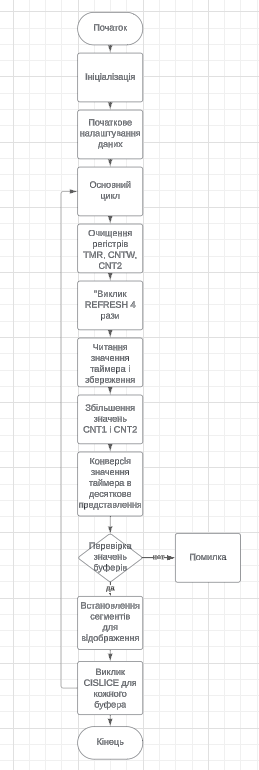 Початок
Ініціалізація
Початкове
налаштування
даних
Основний
цикл
Очищення
регістрів
TMR, CNTW,
CNT2
"Виклик
REFRESH 4
рази
Читання
значення
таймера і
збереження
Збільшення
значень
CNT1 і CNT2
Конверсія
значення
таймера в
десяткове
представлення
Перевірка
значень
буферів
нет
Помилка
да
Встановлення
сегментів
для
відображення
Виклик
CISLICE для
кожного
буфера
Кінець